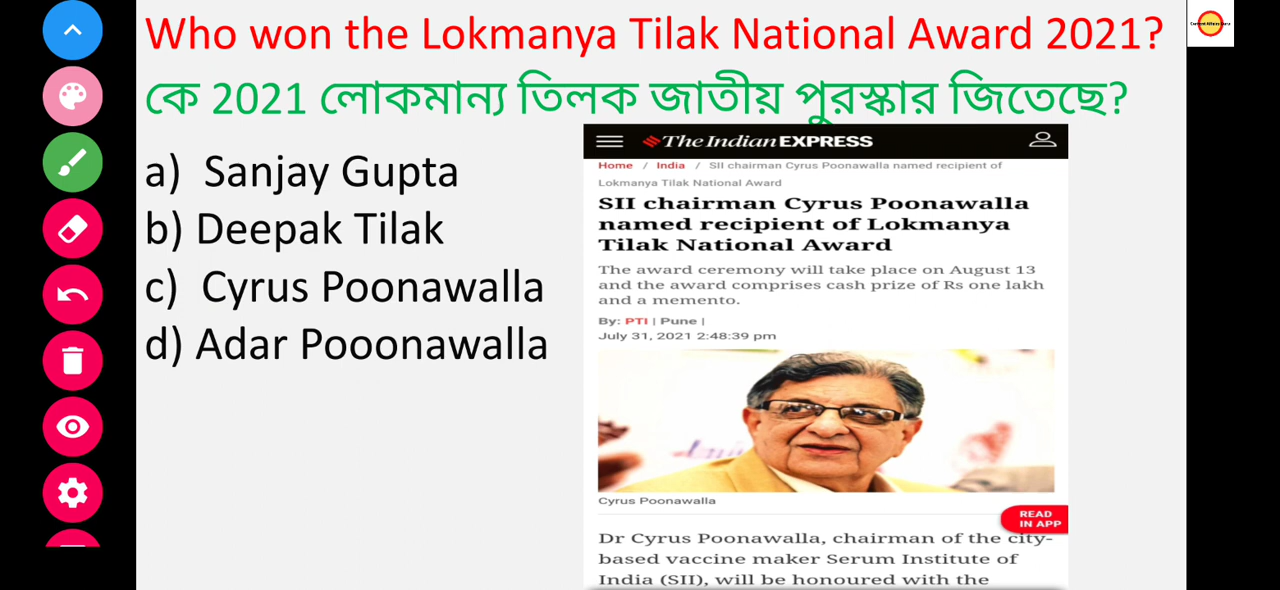 Who won the Lokmanya Tilak National Award 2021?
কে 2021 লোকমান্য তিলক জাতীয় পুরস্কার জিতেছে?
a) Sanjay Gupta
b) Deepak Tilak
c) Cyrus Poonawalla
d) Adar Pooonawalla
The Indian EXPRESS
Home / India / SII chairman Cyrus Poonawalla named recipient of
Lokmanya Tilak National Award
SII chairman Cyrus Poonawalla
named recipient of Lokmanya
Tilak National Award
The award ceremony will take place on August 13
and the award comprises cash prize of Rs one lakh
and a memento.
By: PTI | Pune |
July 31, 2021 2:48:39 pm
Cyrus Poonawalla
READ
IN APP
Dr Cyrus Poonawalla, chairman of the city-
based vaccine maker Serum Institute of
India (SII), will be honoured with the